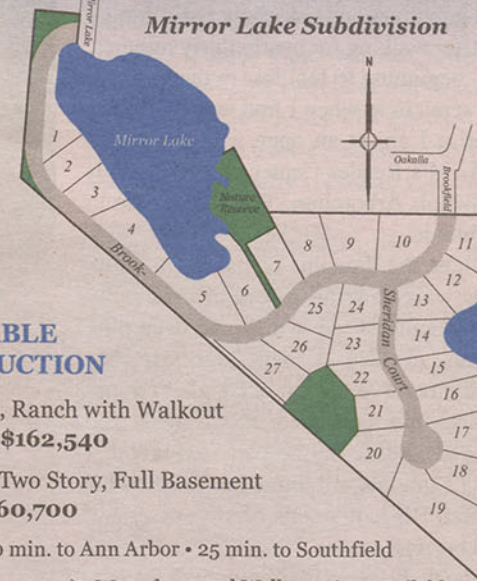 Mirror Lake Subdivision
Mirror Lake
N
Mirror Lake
Oakalla
Brookfield
Nature
Reserve
1
2
3
4
5
6
7
8
9
10
11
12
13
14
15
16
17
18
19
20
21
22
23
24
25
26
27
Brook-
Sheridan Court
ABLE
UCTION
, Ranch with Walkout
$162,540
Two Story, Full Basement
60,700
min. to Ann Arbor • 25 min. to Southfield